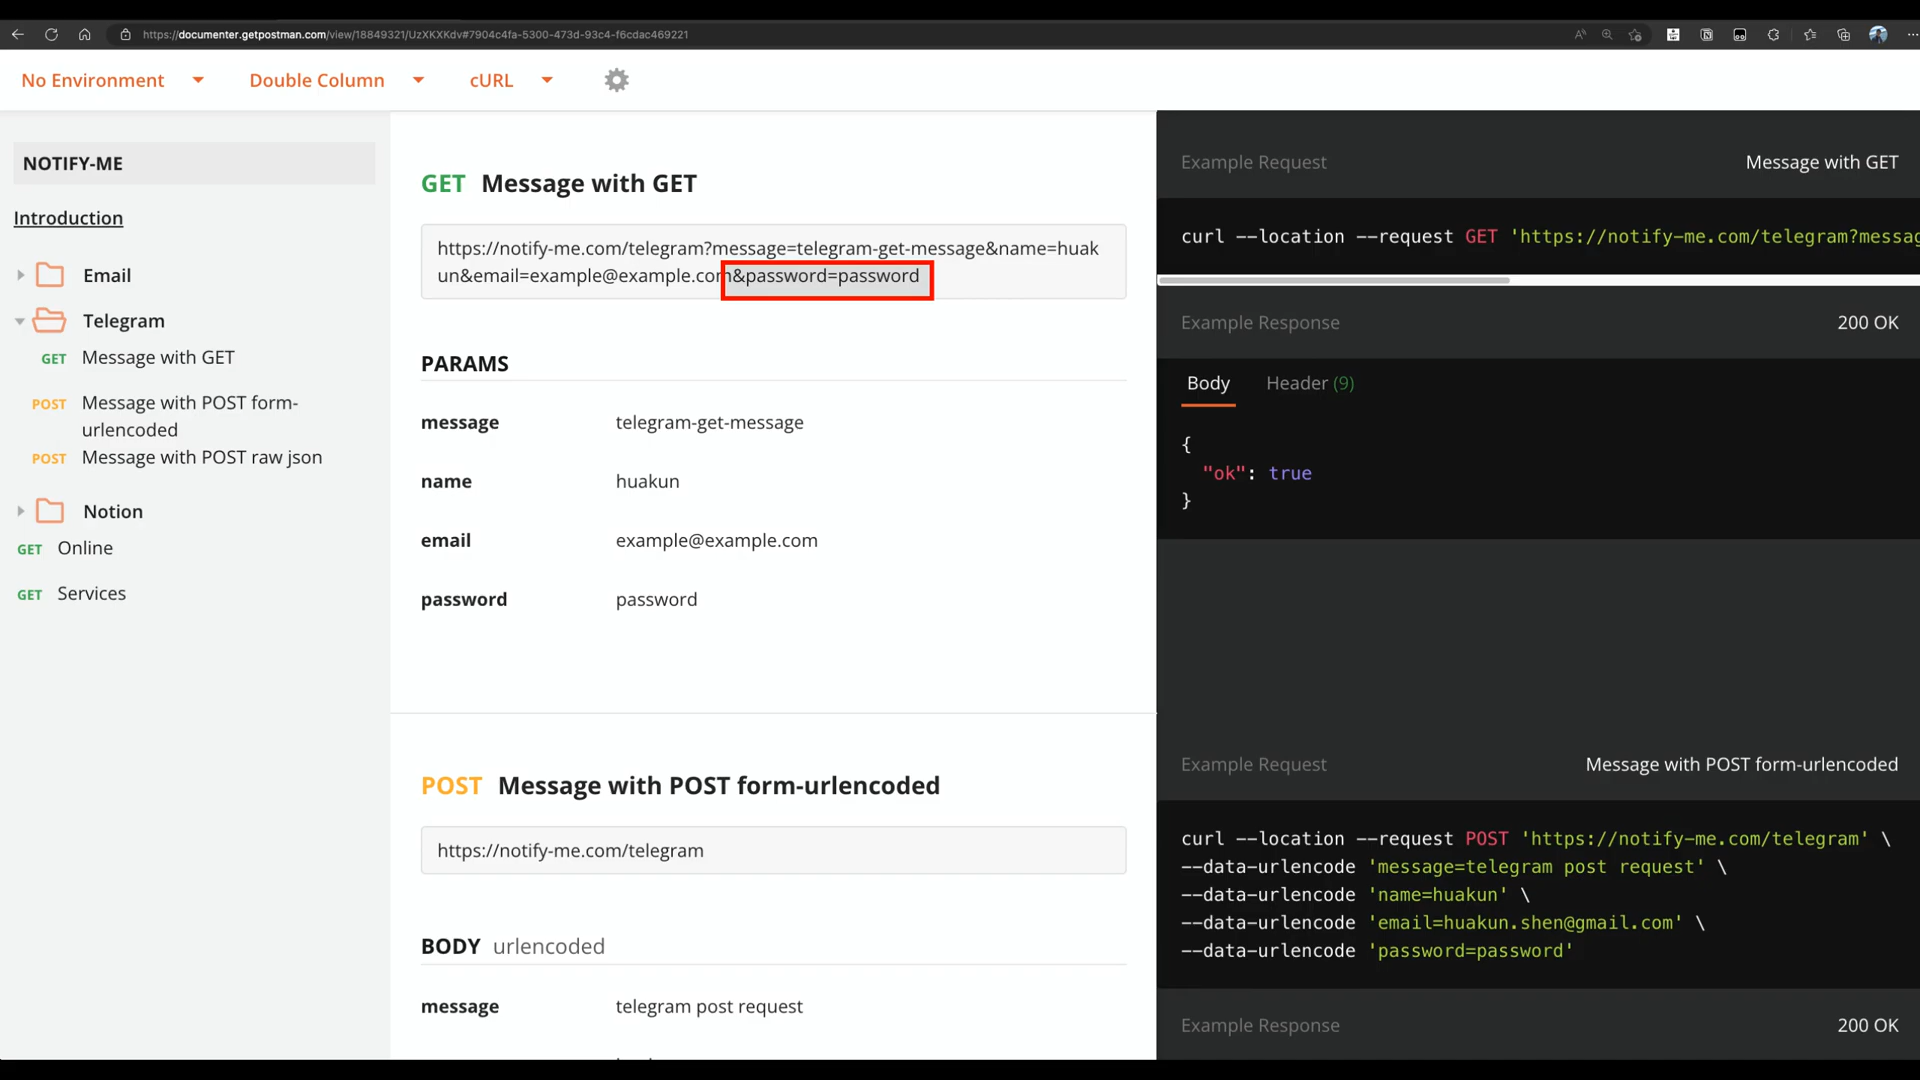 https://documenter.getpostman.com/view/18849321/UzXKXKdv#7904c4fa-5300-473d-93c4-f6cdac469221
No Environment
Double Column
cURL
NOTIFY-ME
Introduction
Email
Telegram
GET Message with GET
POST Message with POST form-
urlencoded
POST Message with POST raw json
Notion
GET Online
GET Services
GET Message with GET
https://notify-me.com/telegram?message=telegram-get-message&name=huak
un&email=example@example.com&password=password
PARAMS
message telegram-get-message
name huakun
email example@example.com
password password
POST Message with POST form-urlencoded
https://notify-me.com/telegram
BODY urlencoded
message telegram post request
Example Request Message with GET
curl --location --request GET 'https://notify-me.com/telegram?messag
Example Response 200 OK
Body Header (9)
{
"ok": true
}
Example Request Message with POST form-urlencoded
curl --location --request POST 'https://notify-me.com/telegram' \
--data-urlencode 'message=telegram post request' \
--data-urlencode 'name=huakun' \
--data-urlencode 'email=huakun.shen@gmail.com' \
--data-urlencode 'password=password'
Example Response 200 OK